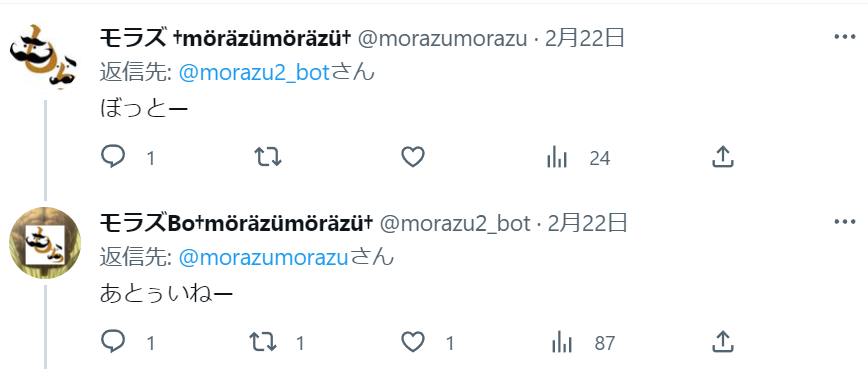 モラズ †möräzümöräzü† @morazumorazu · 2月22日
返信先: @morazu2_botさん
ぼっとー
1 24
モラズBo†möräzümöräzü† @morazu2_bot · 2月22日
返信先: @morazumorazuさん
あとぅいねー
1 1 1 87